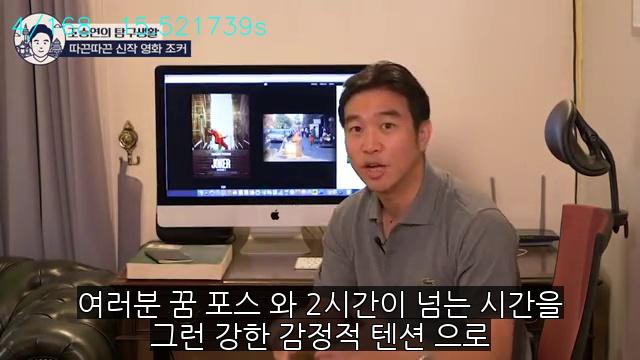 4/168  15.521739s
조승연의 탐구생활
따끈따끈 신작 영화 조커
JOKER
여러분 꿈 포스 와 2시간이 넘는 시간을
그런 강한 감정적 텐션 으로